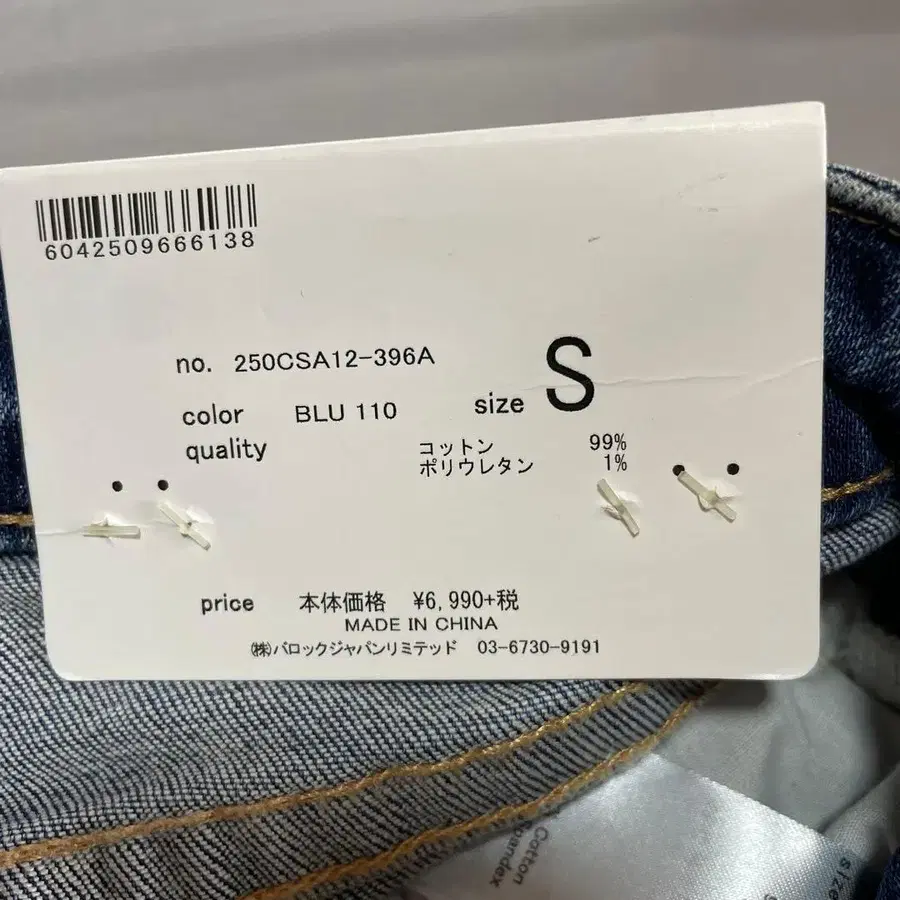 6042509666138
no. 250CSA12-396A
color BLU 110 size S
quality コットン 99%
ポリウレタン 1%
price 本体価格 ¥6,990+税
MADE IN CHINA
㈱バロックジャパンリミテッド 03-6730-9191
Cotton
size